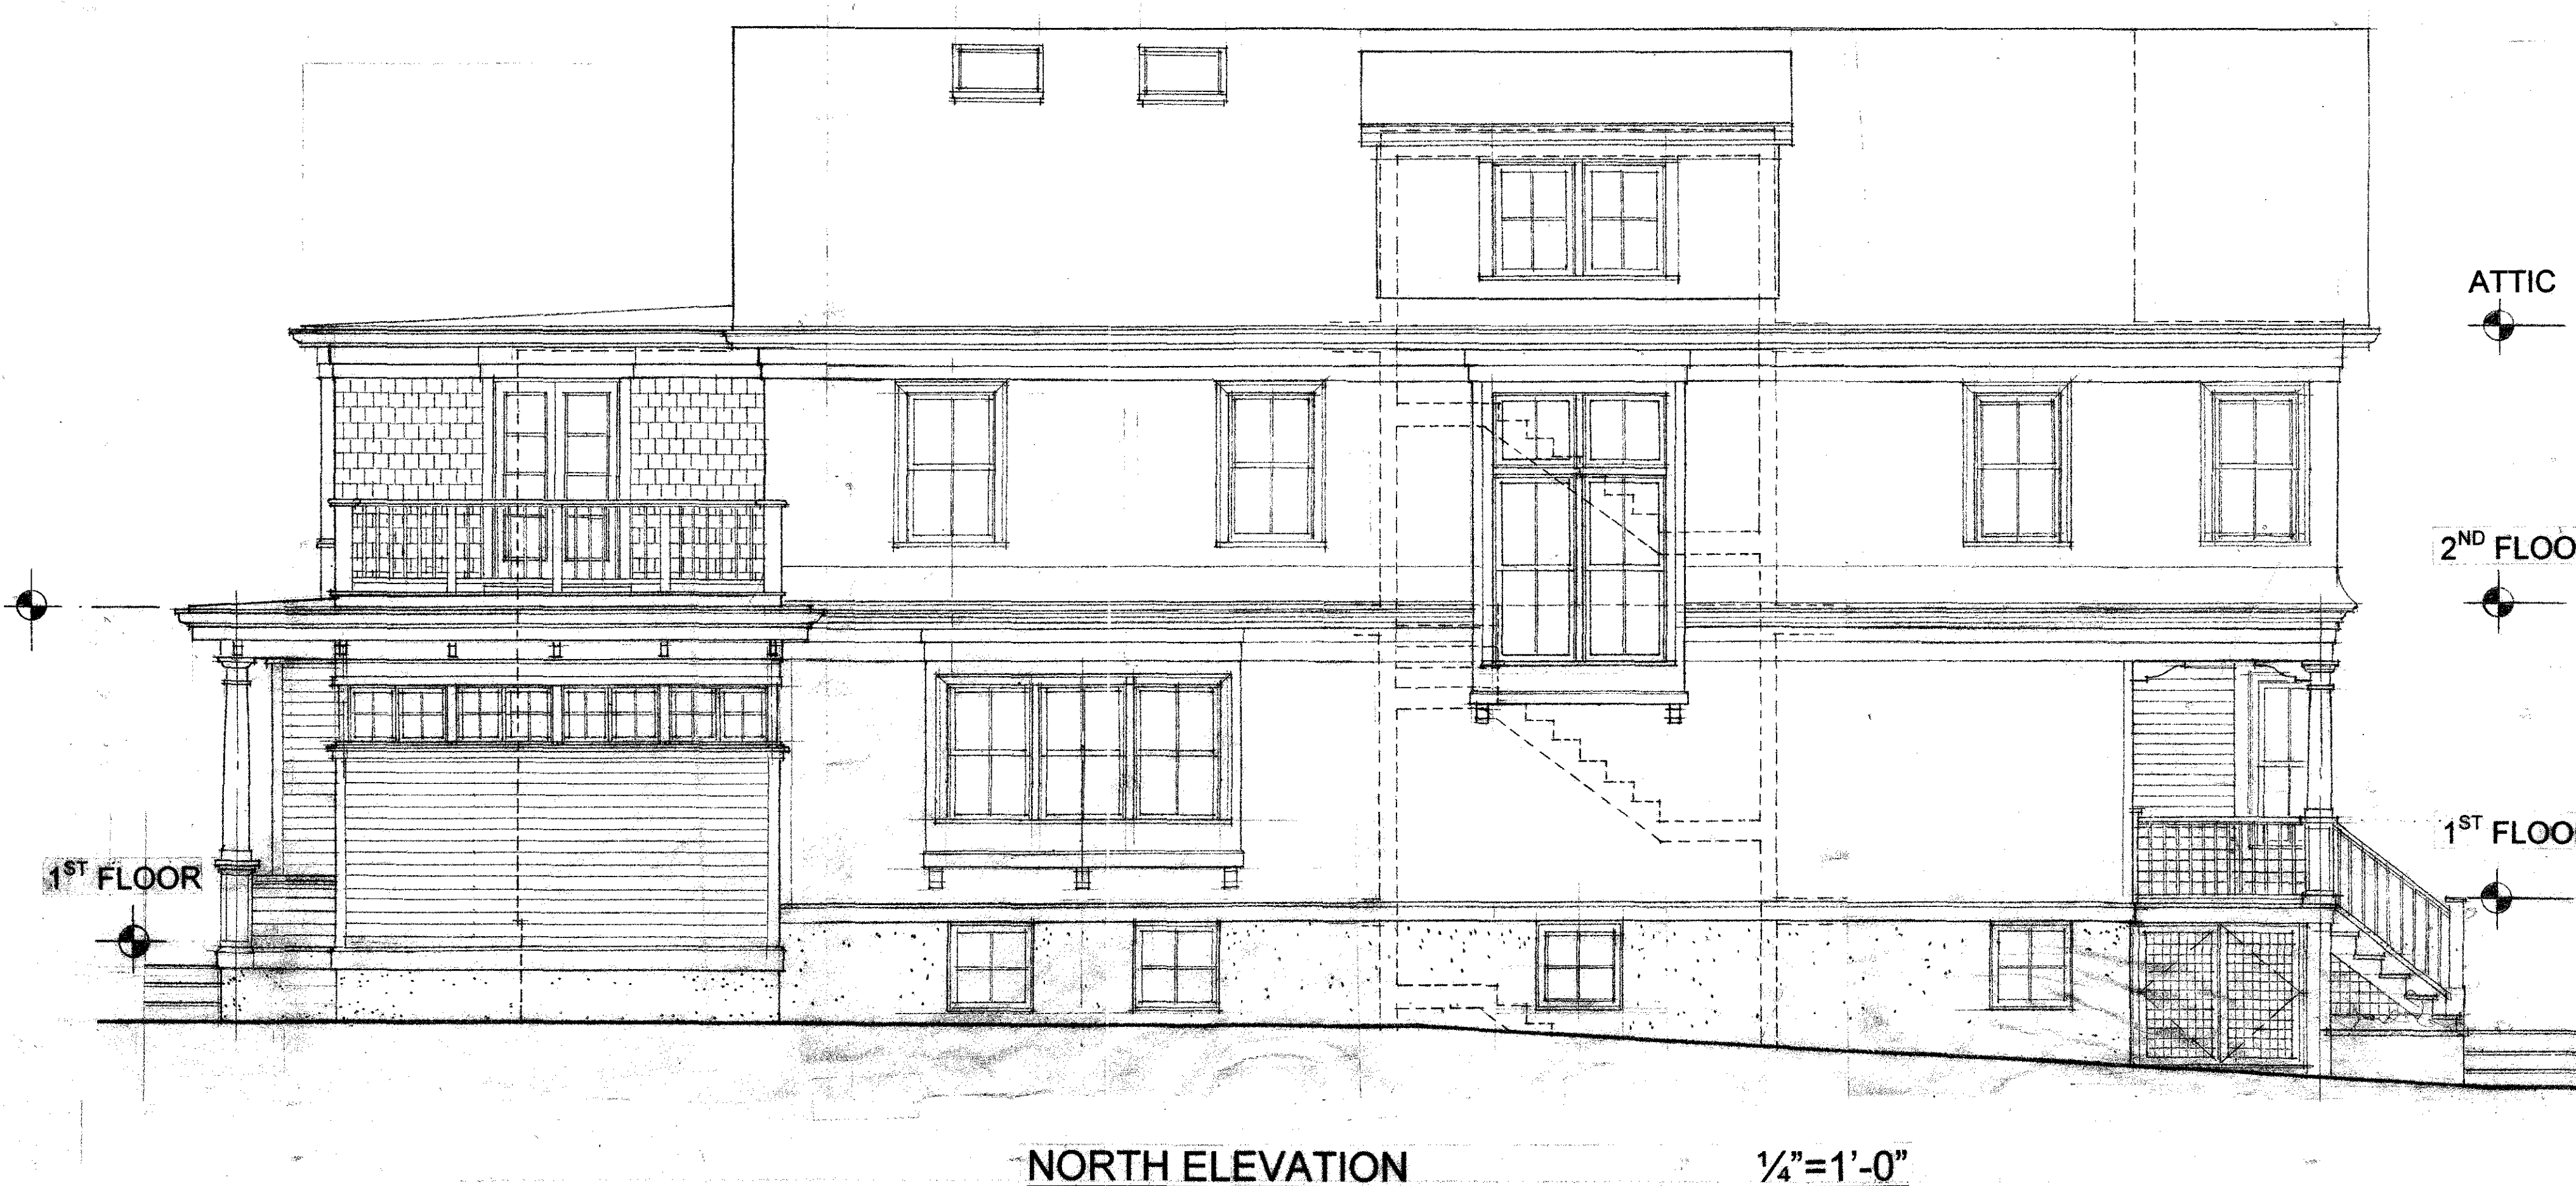 ATTIC
2ND FLOO
1ST FLOO
1ST FLOOR
NORTH ELEVATION
¼"=1'-0"